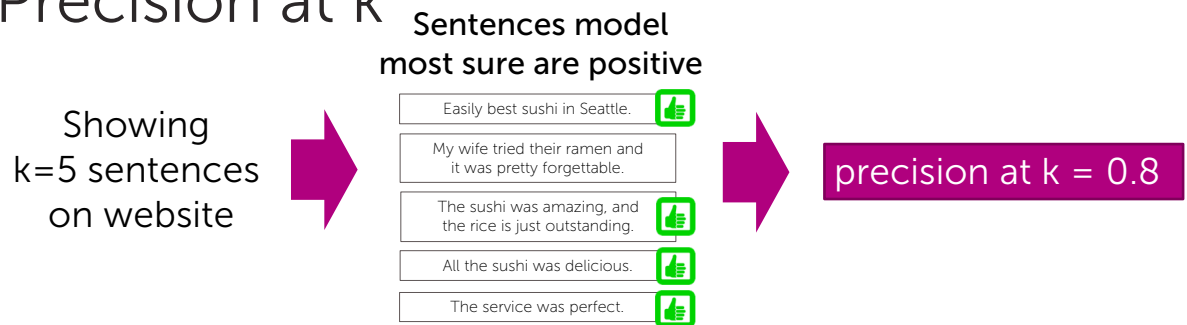 Precision at k
Sentences model
most sure are positive
Showing
k=5 sentences
on website
Easily best sushi in Seattle.
My wife tried their ramen and
it was pretty forgettable.
The sushi was amazing, and
the rice is just outstanding.
All the sushi was delicious.
The service was perfect.
precision at k = 0.8